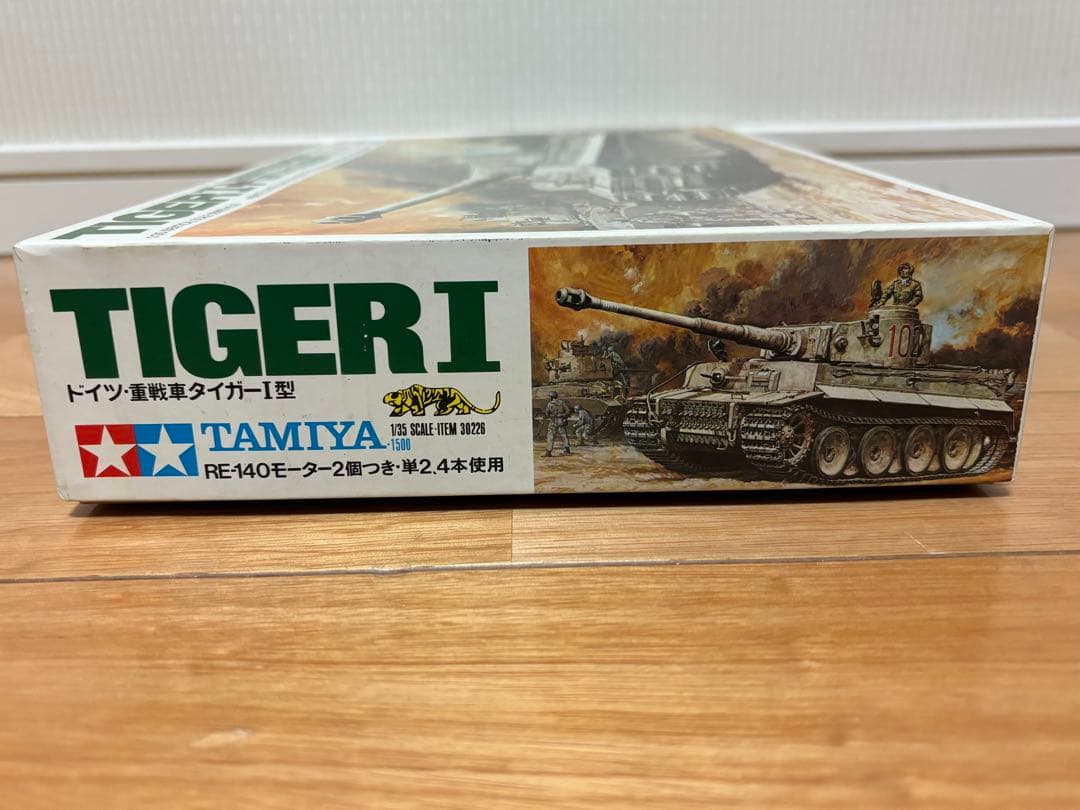 TIGER I
ドイツ・重戦車タイガーI型
TAMIYA
1/35 SCALE・ITEM 30226
・1500
RE-140モーター2個つき・単2、4本使用
102